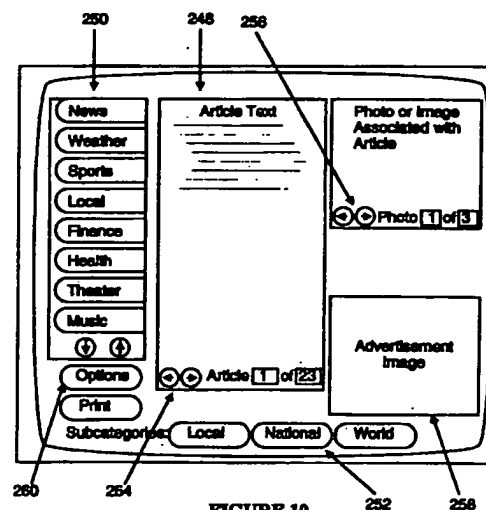 250
248
256
News
Weather
Sports
Local
Finance
Health
Theater
Music
Options
Print
Article Text
Article 1 of 23
Photo or Image
Associated with
Article
Photo 1 of 3
Advertisement
Image
Subcategories: Local National World
260
254
252
258
FIGURE 10